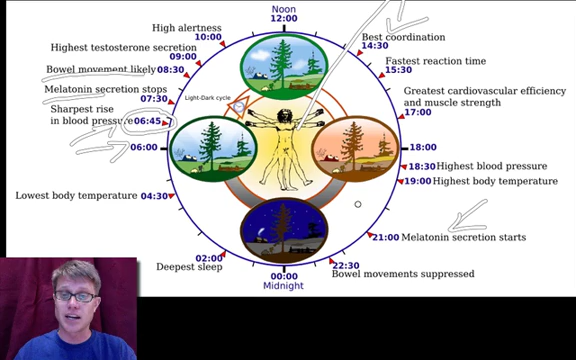 Noon
12:00
High alertness
10:00
Highest testosterone secretion
09:00
Bowel movement likely 08:30
Melatonin secretion stops
07:30
Sharpest rise
in blood pressure 06:45
06:00
Lowest body temperature 04:30
02:00
Deepest sleep
00:00
Midnight
Light-Dark cycle
Best coordination
14:30
Fastest reaction time
15:30
Greatest cardiovascular efficiency
and muscle strength
17:00
18:00
18:30 Highest blood pressure
19:00 Highest body temperature
21:00 Melatonin secretion starts
22:30
Bowel movements suppressed